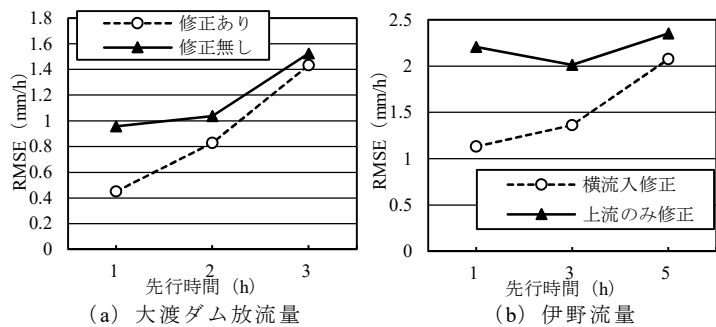 1.8
1.6
1.4
1.2
1
0.8
0.6
0.4
0.2
0
RMSE（mm/h）
修正あり
修正無し
1 2 3
先行時間（h）
（a）大渡ダム放流量
2.5
2
1.5
1
0.5
0
RMSE（mm/h）
横流入修正
上流のみ修正
1 3 5
先行時間（h）
（b）伊野流量